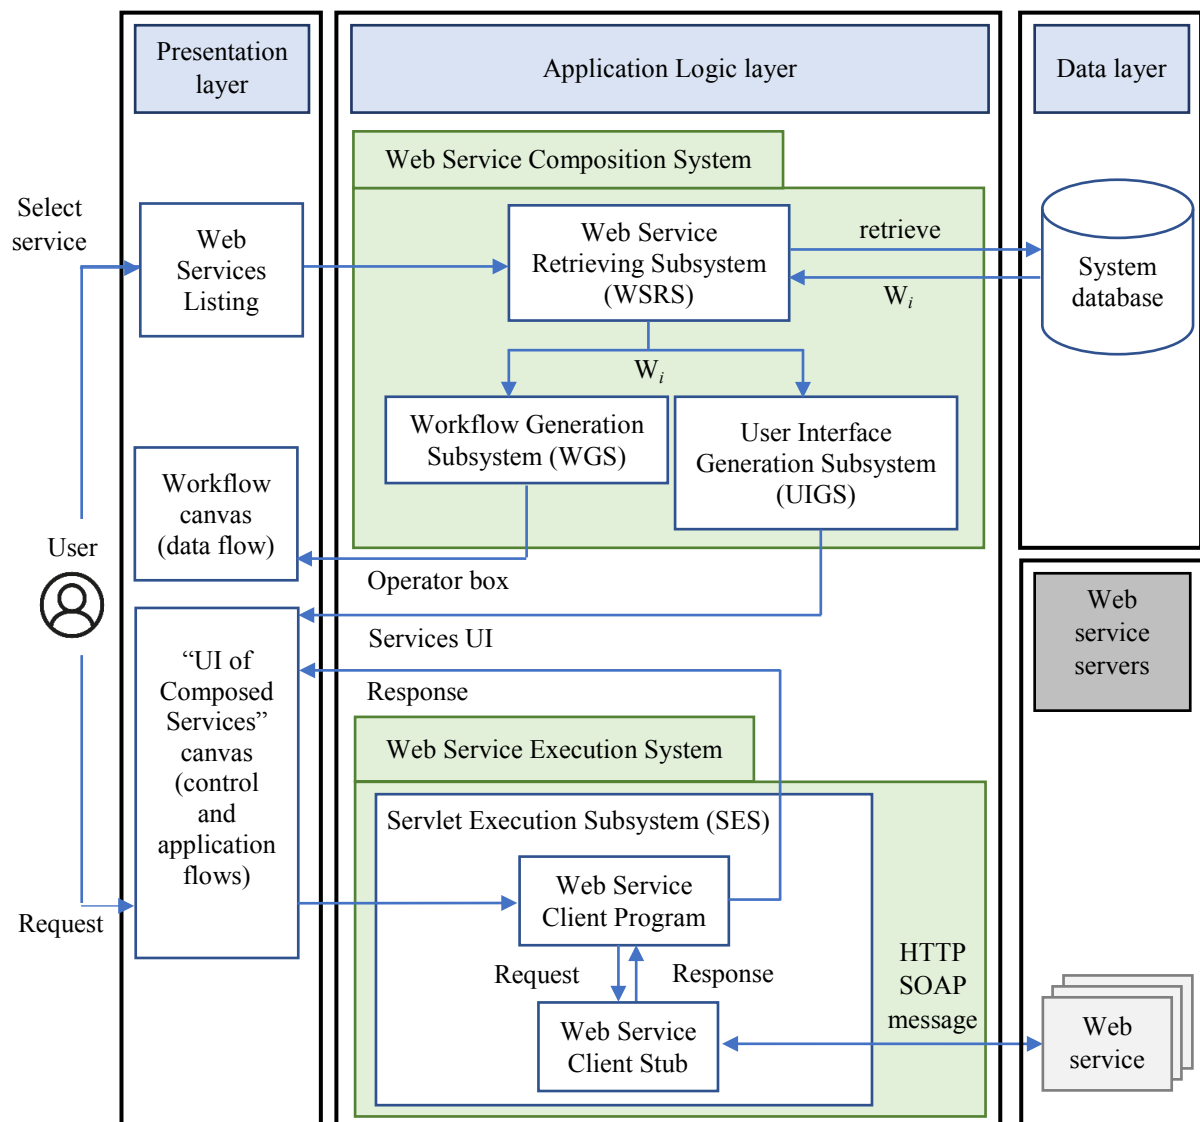 Presentation
layer
Application Logic layer
Data layer
Web Service Composition System
Select
service
Web
Services
Listing
Web Service
Retrieving Subsystem
(WSRS)
retrieve
W𝑖
System
database
W𝑖
Workflow Generation
Subsystem (WGS)
User Interface
Generation Subsystem
(UIGS)
Workflow
canvas
(data flow)
User
Operator box
Services UI
Response
Web
service
servers
“UI of
Composed
Services”
canvas
(control
and
application
flows)
Web Service Execution System
Servlet Execution Subsystem (SES)
Web Service
Client Program
Request
Request
Response
HTTP
SOAP
message
Web Service
Client Stub
Web
service